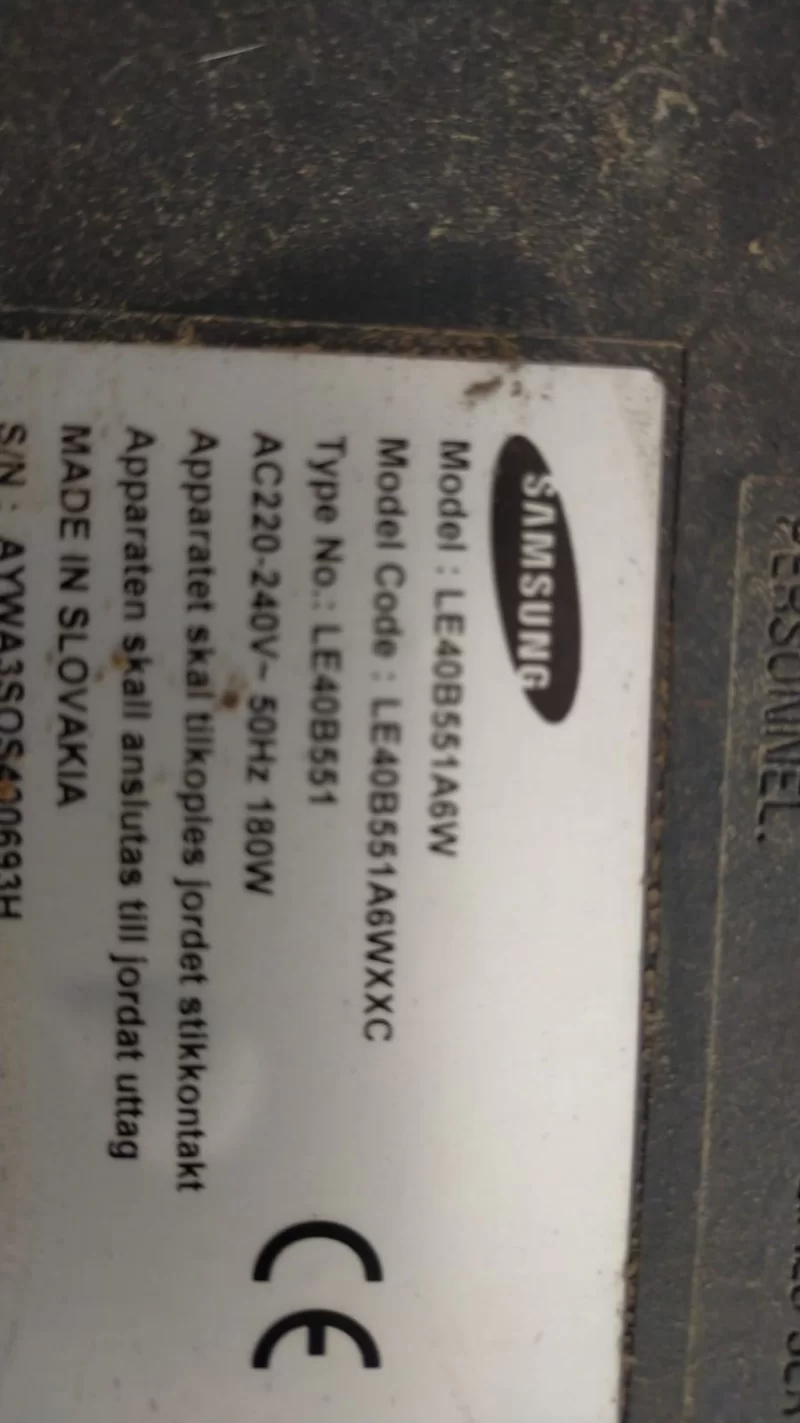 PERSONNEL.
SAMSUNG
Model : LE40B551A6W
Model Code : LE40B551A6WXXC
Type No.: LE40B551
AC220-240V~ 50Hz 180W
Apparatet skal tilkoples jordet stikkontakt
Apparaten skall anslutas till jordat uttag
MADE IN SLOVAKIA
S/N :
CE